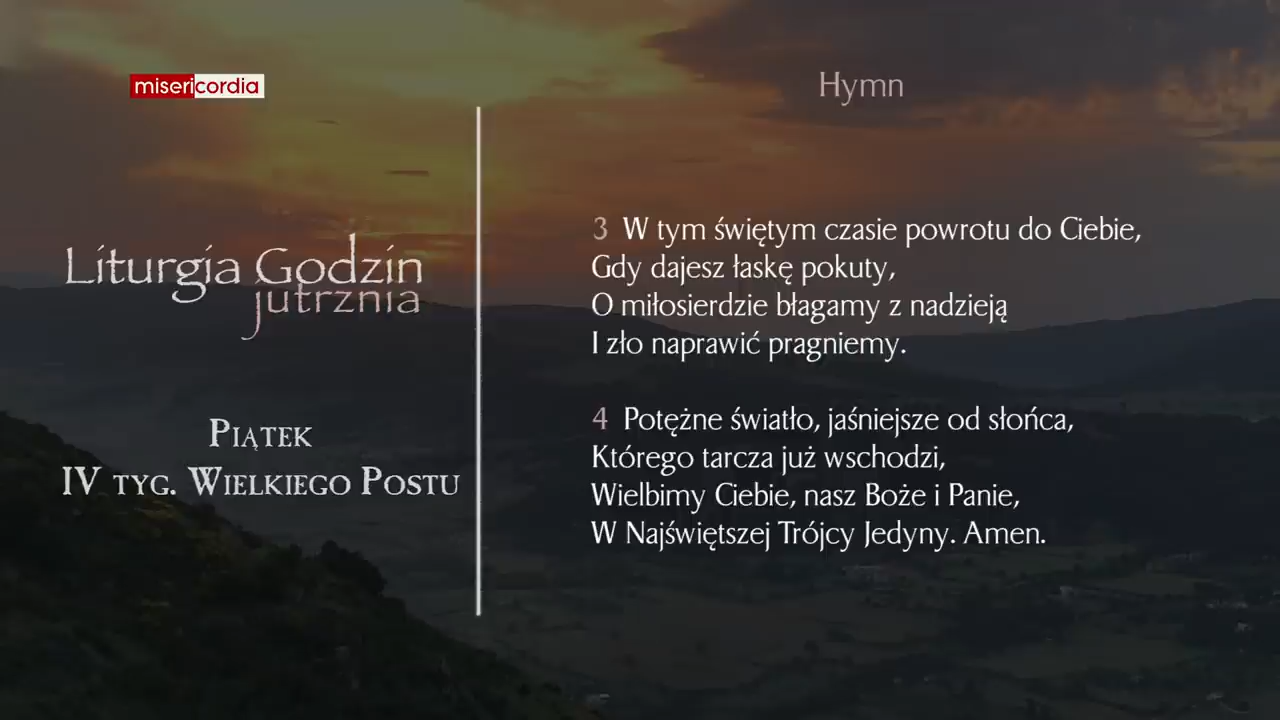 misericordia
Liturgia Godzin
jutrznia
Piątek
IV tyg. Wielkiego Postu
Hymn
3 W tym świętym czasie powrotu do Ciebie,
Gdy dajesz łaskę pokuty,
O miłosierdzie błagamy z nadzieją
I zło naprawić pragniemy.
4 Potężne światło, jaśniejsze od słońca,
Którego tarcza już wschodzi,
Wielbimy Ciebie, nasz Boże i Panie,
W Najświętszej Trójcy Jedyny. Amen.